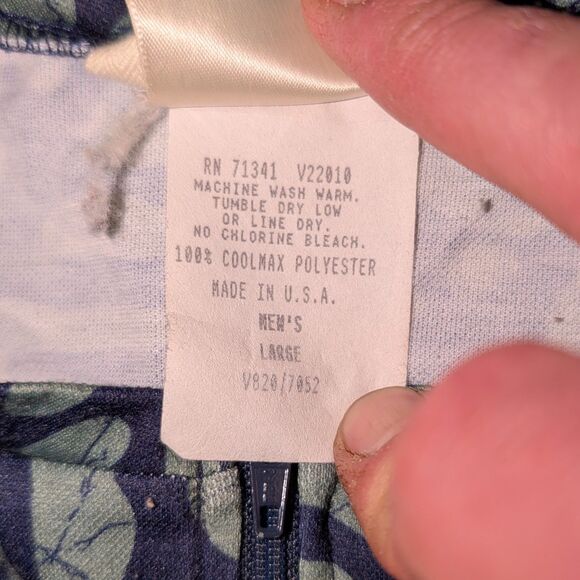 RN 71341 V22010
MACHINE WASH WARM.
TUMBLE DRY LOW
OR LINE DRY.
NO CHLORINE BLEACH.
100% COOLMAX POLYESTER
MADE IN U.S.A.
MEN'S
LARGE
V820/7052